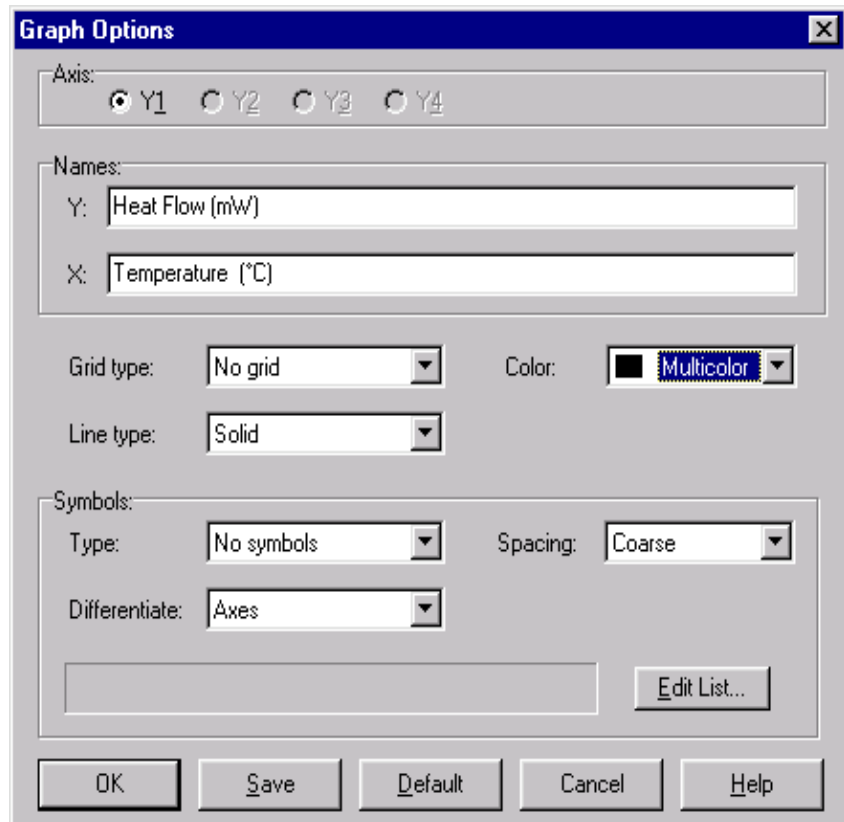 Graph Options
Axis:
Y1 Y2 Y3 Y4
Names:
Y: Heat Flow (mW)
X: Temperature (°C)
Grid type: No grid Color: Multicolor
Line type: Solid
Symbols:
Type: No symbols Spacing: Coarse
Differentiate: Axes
Edit List...
OK Save Default Cancel Help